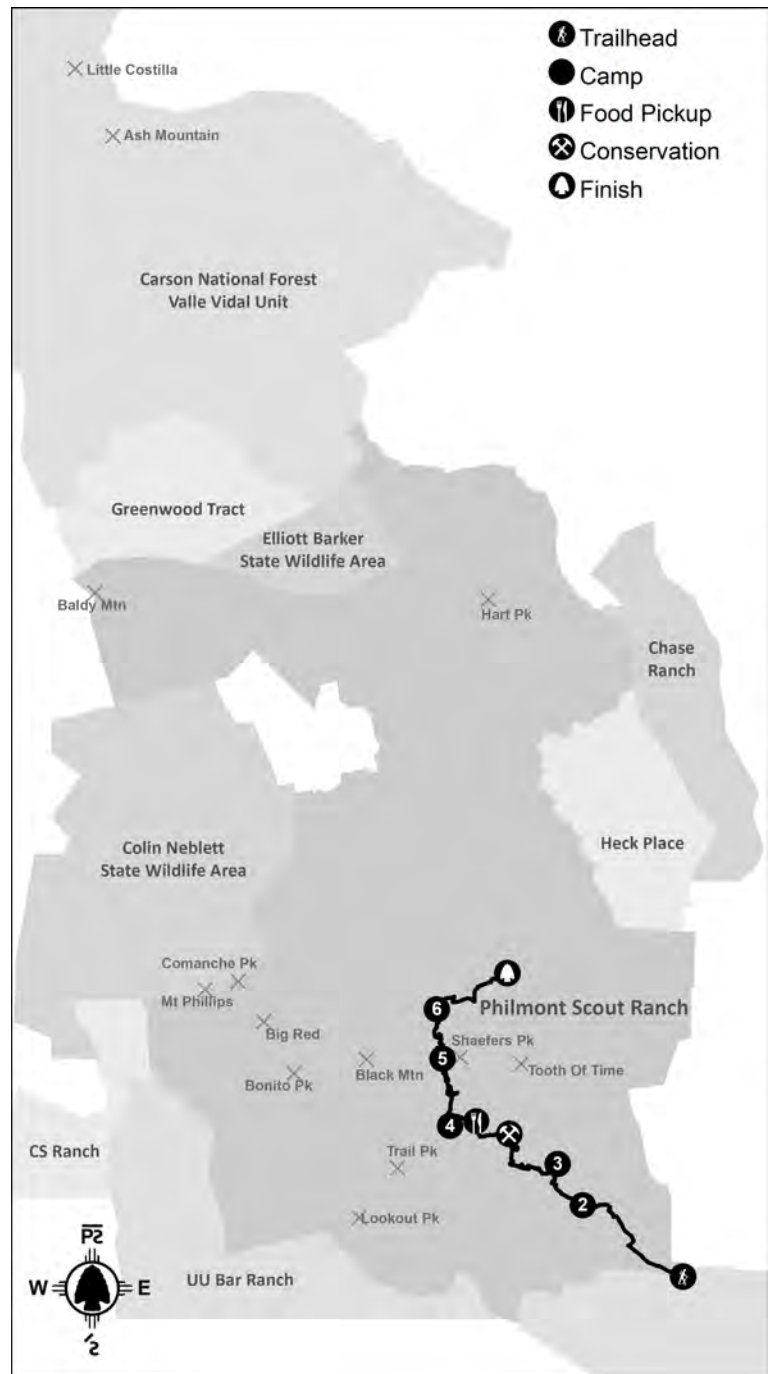 Trailhead
Camp
Food Pickup
Conservation
Finish
Little Costilla
Ash Mountain
Carson National Forest
Valle Vidal Unit
Greenwood Tract
Elliott Barker
State Wildlife Area
Baldy Mtn
Hart Pk
Chase
Ranch
Heck Place
Colin Neblett
State Wildlife Area
Comanche Pk
Mt Phillips
Big Red
Bonito Pk
Black Mtn
Shaefers Pk
Tooth Of Time
Philmont Scout Ranch
6
5
4
3
2
CS Ranch
Trail Pk
Lookout Pk
UU Bar Ranch
W
E